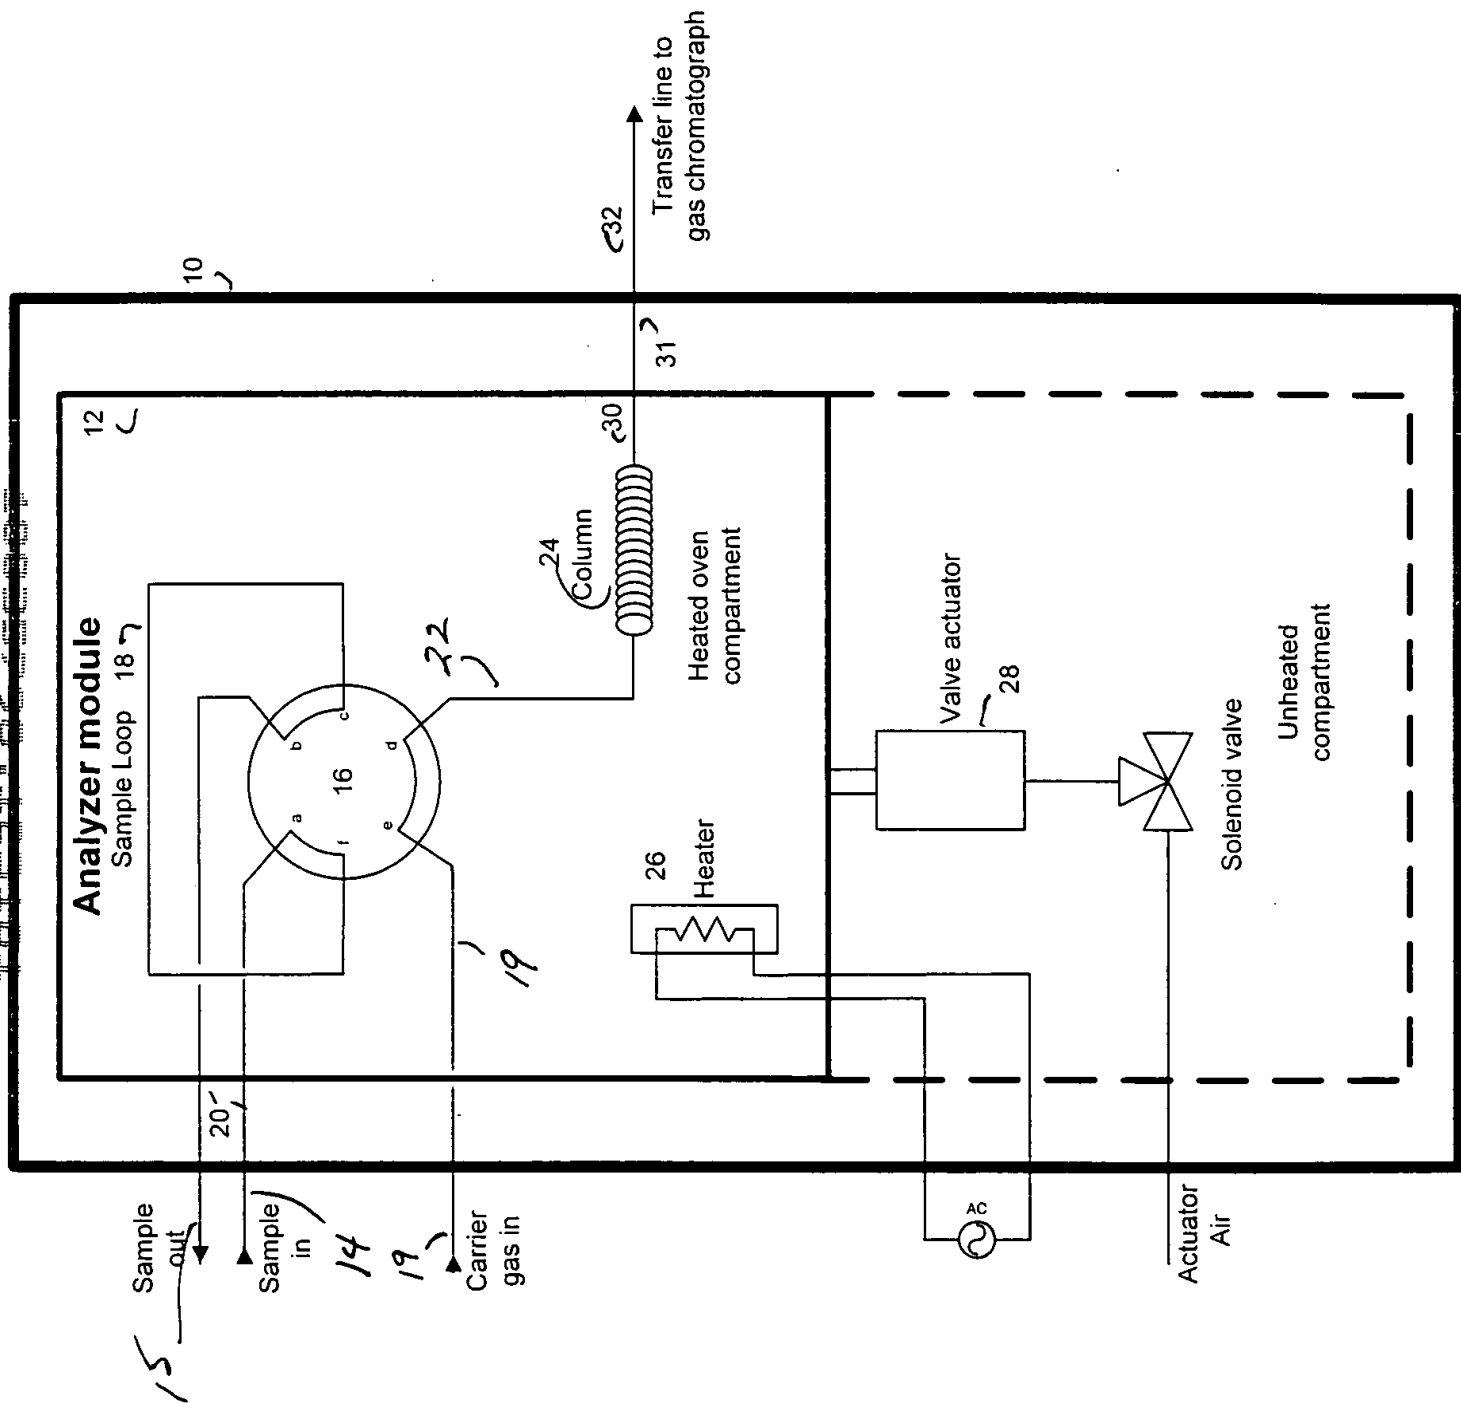 10
12
Analyzer module
Sample Loop 18
Sample
out
15
20
Sample
in
14
19
Carrier
gas in
19
a
b
c
d
e
f
16
22
24
Column
30
31
32
Transfer line to
gas chromatograph
Heated oven
compartment
26
Heater
Valve actuator
28
Solenoid valve
Unheated
compartment
AC
Actuator
Air